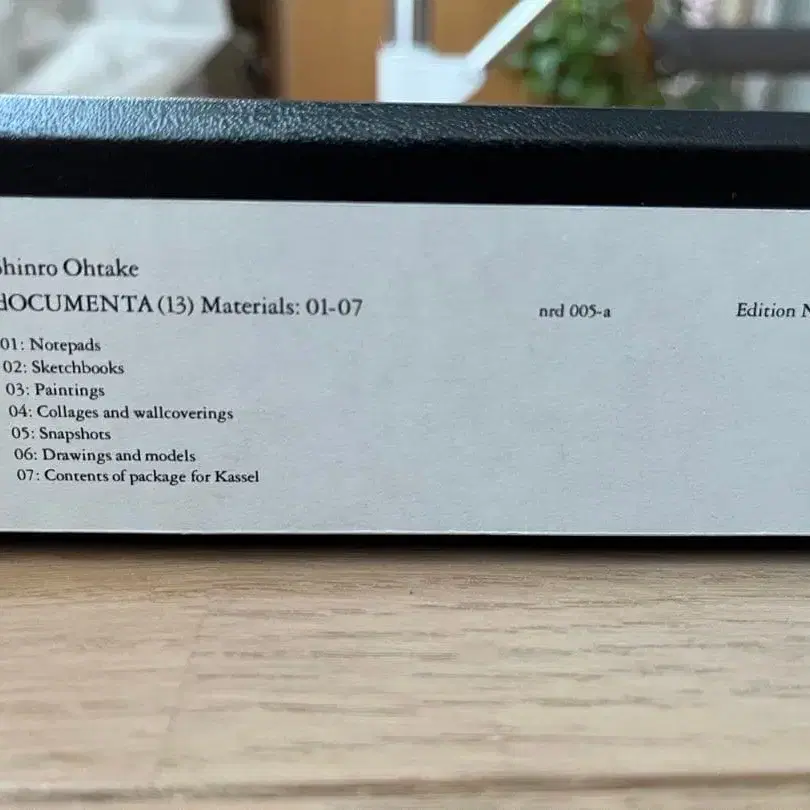 Shinro Ohtake
dOCUMENTA (13) Materials: 01-07 nrd 005-a Edition N
01: Notepads
02: Sketchbooks
03: Paintings
04: Collages and wallcoverings
05: Snapshots
06: Drawings and models
07: Contents of package for Kassel